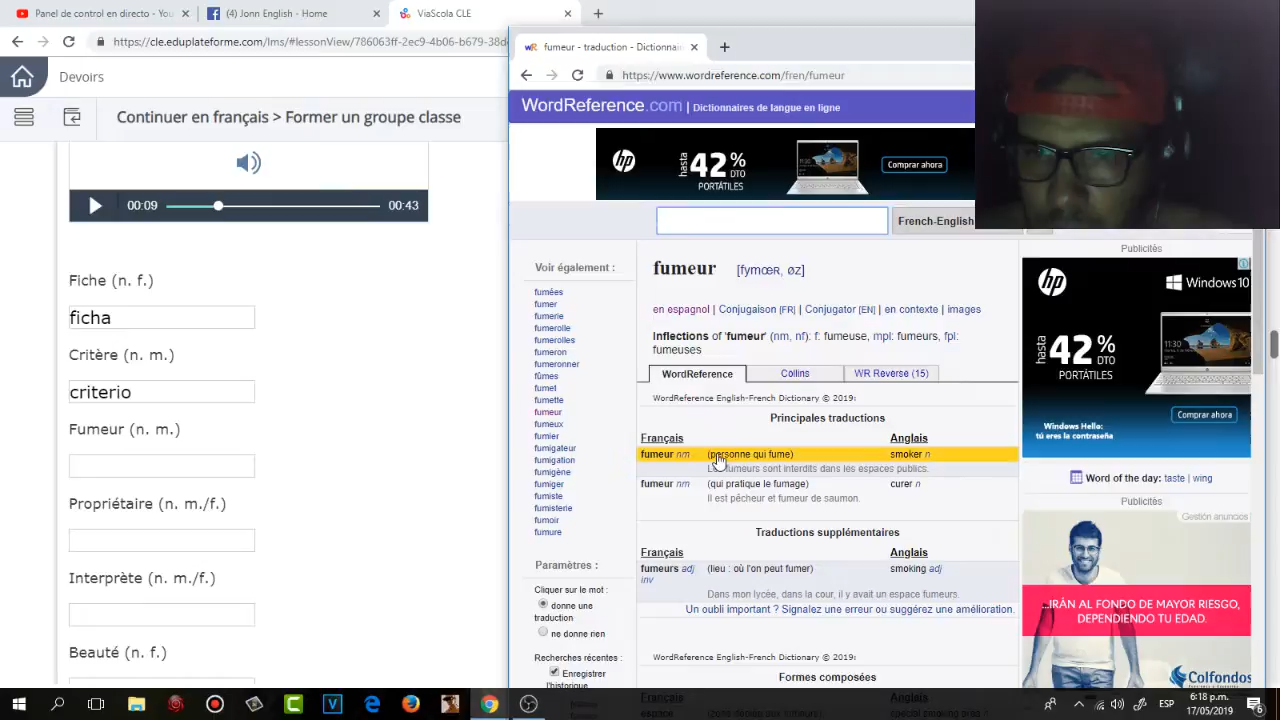 Panel de control - You
(4) Jonn English - Home
ViaScola CLE
https://cle.eduplateforme.com/lms/#lessonView/786063ff-2ec9-4b06-b679-38d
Devoirs
Continuer en français > Former un groupe classe
00:09
00:43
Fiche (n. f.)
ficha
Critère (n. m.)
criterio
Fumeur (n. m.)
Propriétaire (n. m./f.)
Interprète (n. m./f.)
Beauté (n. f.)
fumeur - traduction - Dictionnai
https://www.wordreference.com/fren/fumeur
WordReference.com | Dictionnaires de langue en ligne
hp
hasta 42% DTO
PORTÁTILES
Comprar ahora
French-English
Voir également :
fumées
fumer
fumerie
fumerolle
fumerolles
fumeron
fumeronner
fûmes
fumet
fumette
fumeur
fumeux
fumier
fumigateur
fumigation
fumigène
fumiger
fumiste
fumisterie
fumoir
fumure
Paramètres :
Cliquer sur le mot :
donne une
traduction
ne donne rien
Recherches récentes :
Enregistrer
l'historique
fumeur [fymœʀ, øz]
en espagnol | Conjugaison [FR] | Conjugator [EN] | en contexte | images
Inflections of 'fumeur' (nm, nf): f: fumeuse, mpl: fumeurs, fpl:
fumeuses
WordReference
Collins
WR Reverse (15)
WordReference English-French Dictionary © 2019:
Principales traductions
Français
Anglais
fumeur nm (personne qui fume) smoker n
Les fumeurs sont interdits dans les espaces publics.
fumeur nm (qui pratique le fumage) curer n
Il est pêcheur et fumeur de saumon.
Traductions supplémentaires
Français
Anglais
fumeurs adj (lieu : où l'on peut fumer) smoking adj
inv
Dans mon lycée, dans la cour, il y avait un espace fumeurs.
Un oubli important ? Signalez une erreur ou suggérez une amélioration.
WordReference English-French Dictionary © 2019:
Formes composées
Français
Anglais
Publicités
hp
Windows 10
hasta 42% DTO
PORTÁTILES
Comprar ahora
Windows Hello:
tú eres la contraseña
Word of the day: taste | wing
Publicités
Gestión anuncios
...IRÁN AL FONDO DE MAYOR RIESGO,
DEPENDIENDO TU EDAD.
Colfondos
ESP
6:18 p.m.
17/05/2019